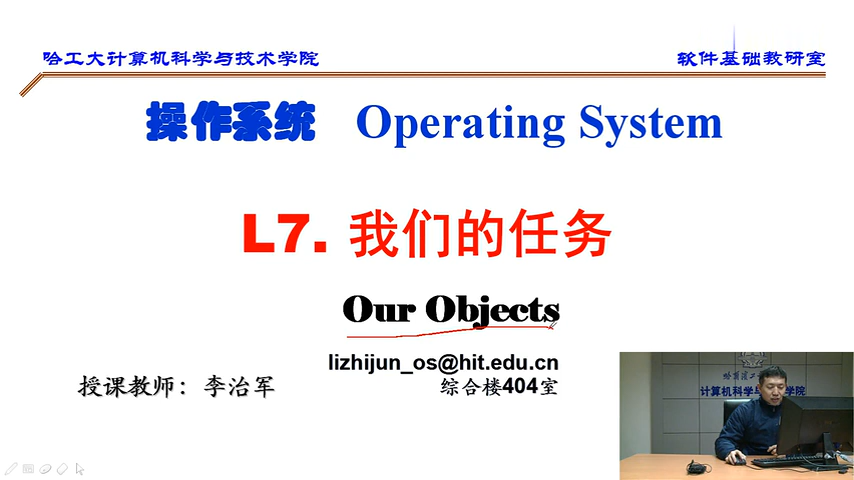 哈工大计算机科学与技术学院 软件基础教研室
操作系统 Operating System
L7. 我们的任务
Our Objects
lizhijun_os@hit.edu.cn
授课教师：李治军 综合楼404室
计算机科学与技术学院